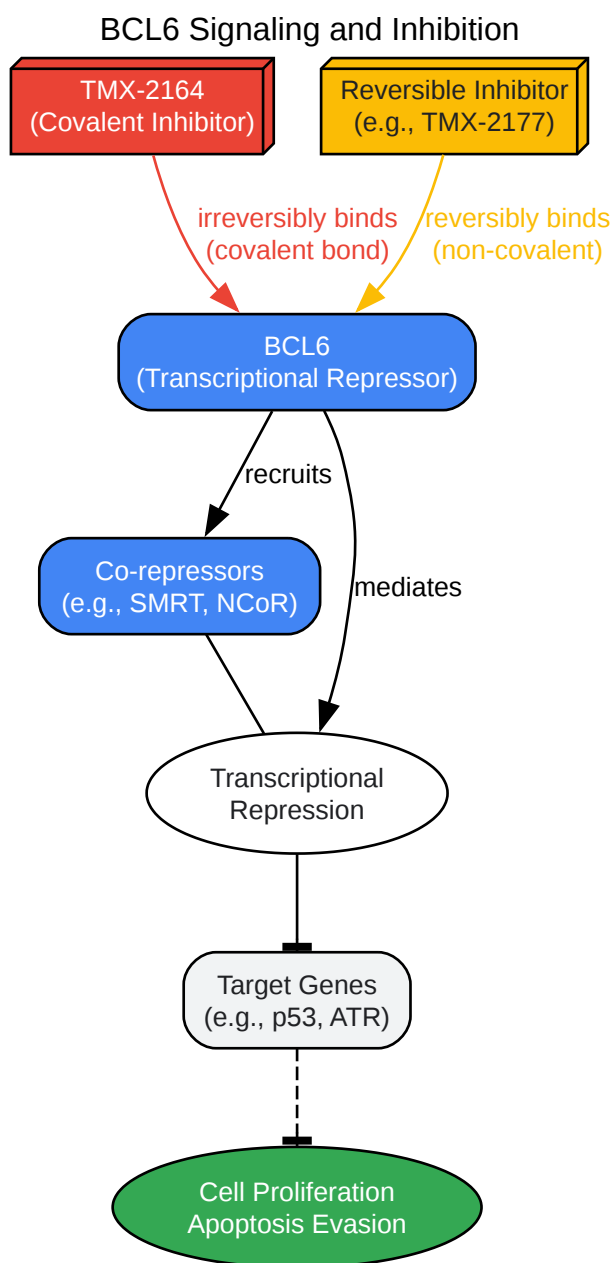 BCL6 Signaling and Inhibition
TMX-2164
(Covalent Inhibitor)
Reversible Inhibitor
(e.g., TMX-2177)
irreversibly binds
(covalent bond)
reversibly binds
(non-covalent)
BCL6
(Transcriptional Repressor)
recruits
Co-repressors
(e.g., SMRT, NCoR)
mediates
Transcriptional
Repression
Target Genes
(e.g., p53, ATR)
Cell Proliferation
Apoptosis Evasion